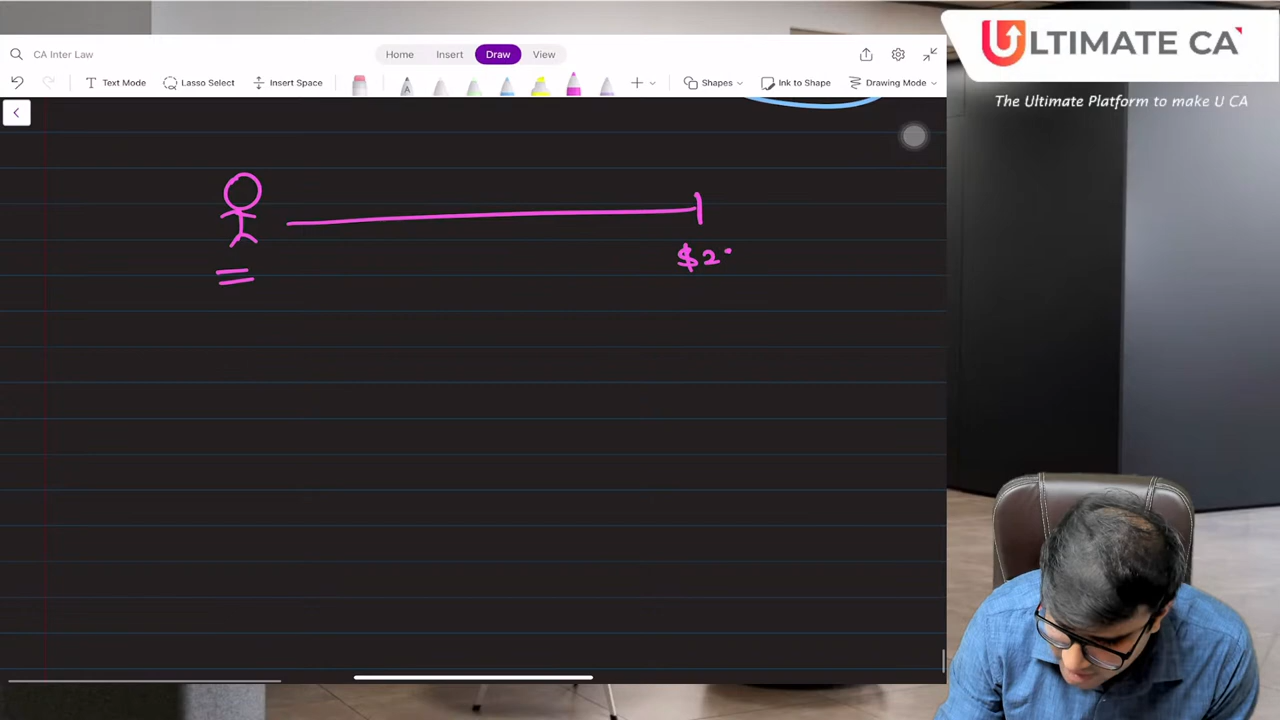 CA Inter Law
Home Insert Draw View
Text Mode Lasso Select Insert Space Shapes Ink to Shape Drawing Mode
ULTIMATE CA
The Ultimate Platform to make U CA
$2